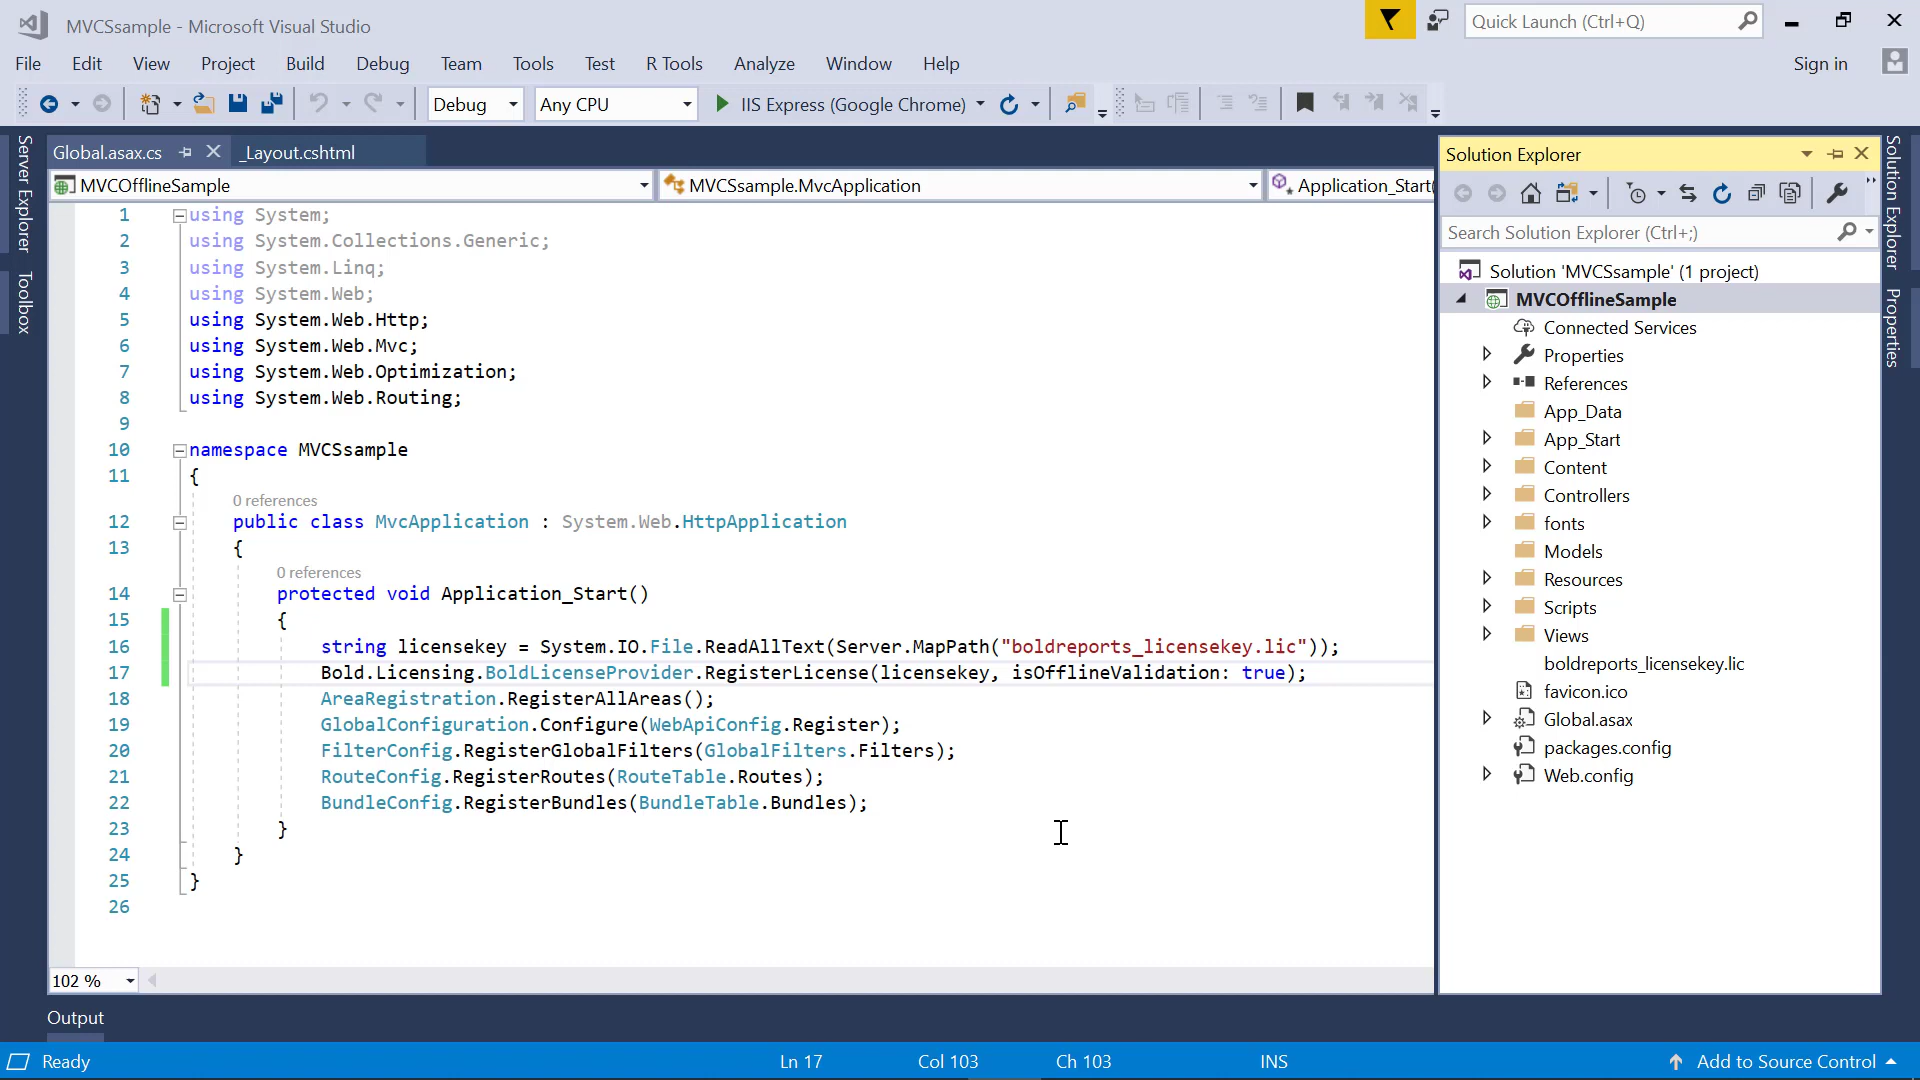 MVCSsample - Microsoft Visual Studio
Quick Launch (Ctrl+Q)
File Edit View Project Build Debug Team Tools Test R Tools Analyze Window Help
Sign in
Debug Any CPU IIS Express (Google Chrome)
Server Explorer
Toolbox
Global.asax.cs _Layout.cshtml
MVCOfflineSample MVCSsample.MvcApplication Application_Start(
1 using System;
2 using System.Collections.Generic;
3 using System.Linq;
4 using System.Web;
5 using System.Web.Http;
6 using System.Web.Mvc;
7 using System.Web.Optimization;
8 using System.Web.Routing;
9
10 namespace MVCSsample
11 {
0 references
12 public class MvcApplication : System.Web.HttpApplication
13 {
0 references
14 protected void Application_Start()
15 {
16 string licensekey = System.IO.File.ReadAllText(Server.MapPath("boldreports_licensekey.lic"));
17 Bold.Licensing.BoldLicenseProvider.RegisterLicense(licensekey, isOfflineValidation: true);
18 AreaRegistration.RegisterAllAreas();
19 GlobalConfiguration.Configure(WebApiConfig.Register);
20 FilterConfig.RegisterGlobalFilters(GlobalFilters.Filters);
21 RouteConfig.RegisterRoutes(RouteTable.Routes);
22 BundleConfig.RegisterBundles(BundleTable.Bundles);
23 }
24 }
25 }
26
102 %
Solution Explorer
Search Solution Explorer (Ctrl+;)
Solution 'MVCSsample' (1 project)
MVCOfflineSample
Connected Services
Properties
References
App_Data
App_Start
Content
Controllers
fonts
Models
Resources
Scripts
Views
boldreports_licensekey.lic
favicon.ico
Global.asax
packages.config
Web.config
Solution Explorer
Properties
Output
Ready Ln 17 Col 103 Ch 103 INS Add to Source Control